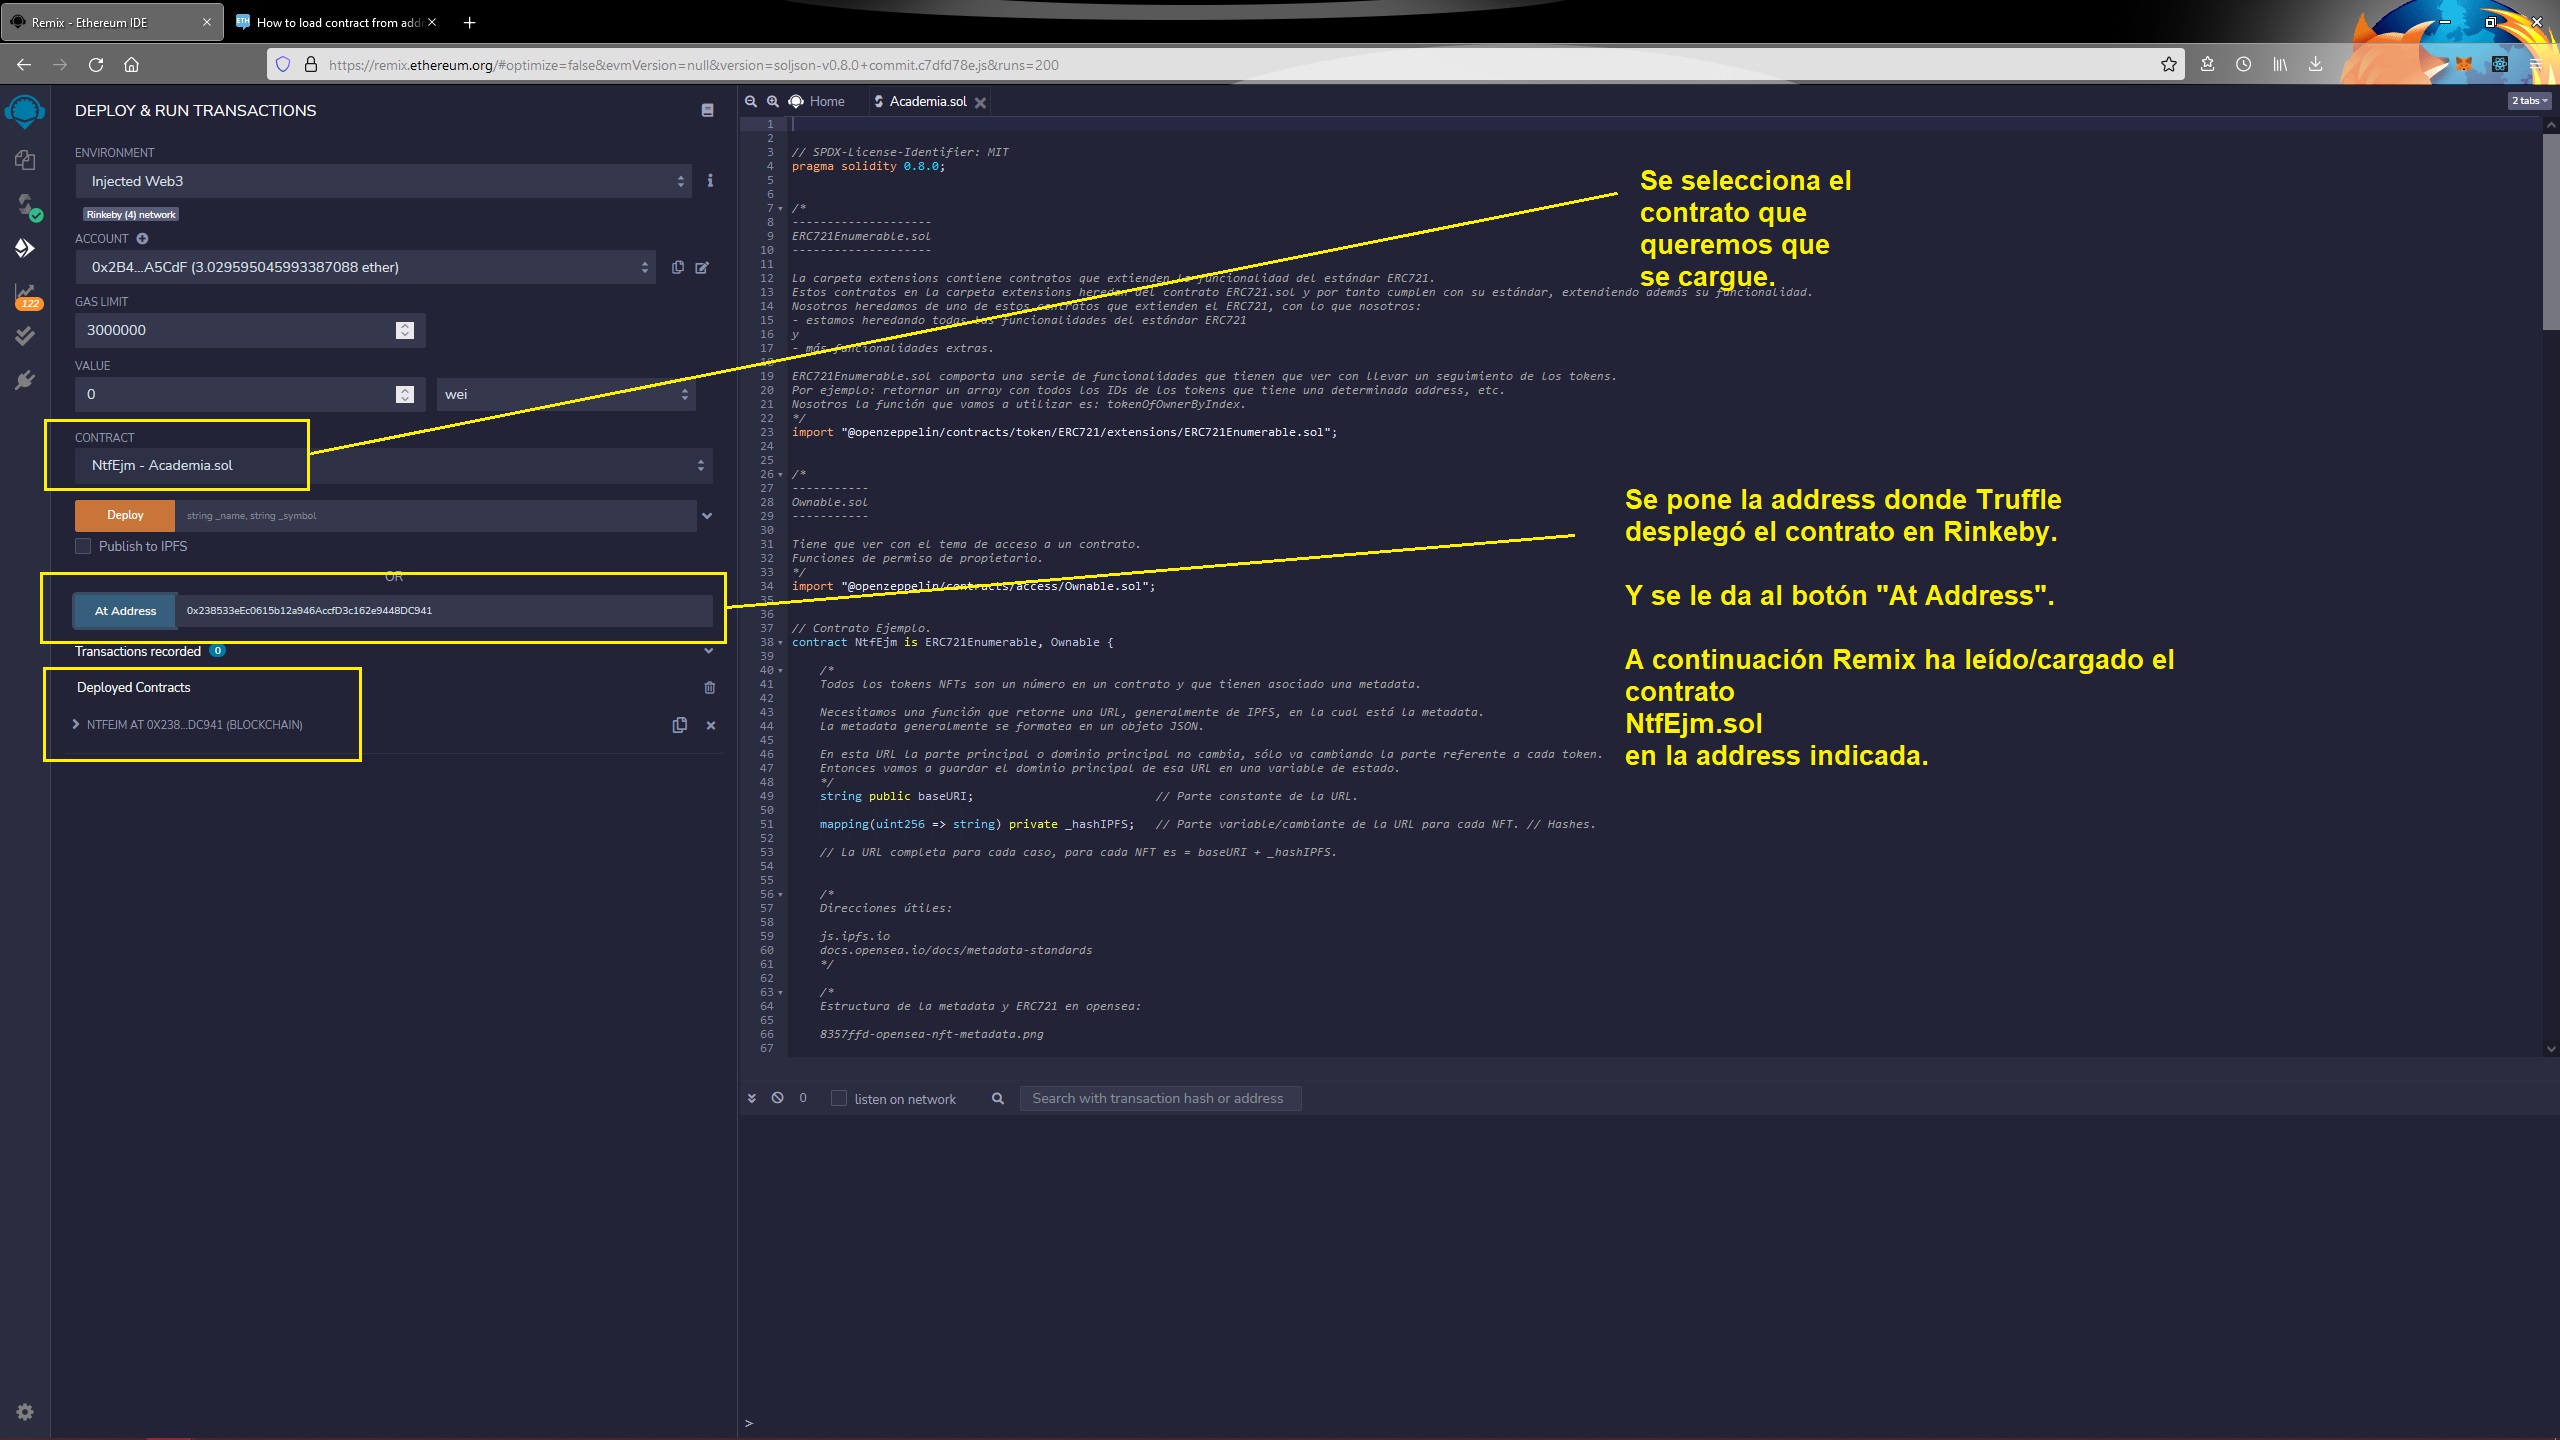 Remix - Ethereum IDE
How to load contract from add
https://remix.ethereum.org/#optimize=false&evmVersion=null&version=soljson-v0.8.0+commit.c7dfd78e.js&runs=200
DEPLOY & RUN TRANSACTIONS
ENVIRONMENT
Injected Web3
Rinkeby (4) network
ACCOUNT
0x2B4...A5CdF (3.029595045993387088 ether)
GAS LIMIT
3000000
122
VALUE
0
wei
CONTRACT
NtfEjm - Academia.sol
Deploy
string _name, string _symbol
Publish to IPFS
OR
At Address
0x238533eEc0615b12a946AccfD3c162e9448DC941
Transactions recorded 0
Deployed Contracts
NTFEJM AT 0X238...DC941 (BLOCKCHAIN)
Home
Academia.sol
2 tabs
1
2
3 // SPDX-License-Identifier: MIT
4 pragma solidity 0.8.0;
5
6
7 /*
8 --------------------
9 ERC721Enumerable.sol
10 --------------------
11
12 La carpeta extensions contiene contratos que extienden la funcionalidad del estándar ERC721.
13 Estos contratos en la carpeta extensions heredan del contrato ERC721.sol y por tanto cumplen con su estándar, extendiendo además su funcionalidad.
14 Nosotros heredamos de uno de estos contratos que extienden el ERC721, con lo que nosotros:
15 - estamos heredando todas las funcionalidades del estándar ERC721
16 y
17 - más funcionalidades extras.
18
19 ERC721Enumerable.sol comporta una serie de funcionalidades que tienen que ver con llevar un seguimiento de los tokens.
20 Por ejemplo: retornar un array con todos los IDs de los tokens que tiene una determinada address, etc.
21 Nosotros la función que vamos a utilizar es: tokenOfOwnerByIndex.
22 */
23 import "@openzeppelin/contracts/token/ERC721/extensions/ERC721Enumerable.sol";
24
25
26 /*
27 -----------
28 Ownable.sol
29 -----------
30
31 Tiene que ver con el tema de acceso a un contrato.
32 Funciones de permiso de propietario.
33 */
34 import "@openzeppelin/contracts/access/Ownable.sol";
35
36
37 // Contrato Ejemplo.
38 contract NtfEjm is ERC721Enumerable, Ownable {
39
40 /*
41 Todos los tokens NFTs son un número en un contrato y que tienen asociado una metadata.
42
43 Necesitamos una función que retorne una URL, generalmente de IPFS, en la cual está la metadata.
44 La metadata generalmente se formatea en un objeto JSON.
45
46 En esta URL la parte principal o dominio principal no cambia, sólo va cambiando la parte referente a cada token.
47 Entonces vamos a guardar el dominio principal de esa URL en una variable de estado.
48 */
49 string public baseURI; // Parte constante de la URL.
50
51 mapping(uint256 => string) private _hashIPFS; // Parte variable/cambiante de la URL para cada NFT. // Hashes.
52
53 // La URL completa para cada caso, para cada NFT es = baseURI + _hashIPFS.
54
55
56 /*
57 Direcciones útiles:
58
59 js.ipfs.io
60 docs.opensea.io/docs/metadata-standards
61 */
62
63 /*
64 Estructura de la metadata y ERC721 en opensea:
65
66 8357ffd-opensea-nft-metadata.png
67
Se selecciona el
contrato que
queremos que
se cargue.
Se pone la address donde Truffle
desplegó el contrato en Rinkeby.
Y se le da al botón "At Address".
A continuación Remix ha leído/cargado el
contrato
NtfEjm.sol
en la address indicada.
0
listen on network
Search with transaction hash or address
>